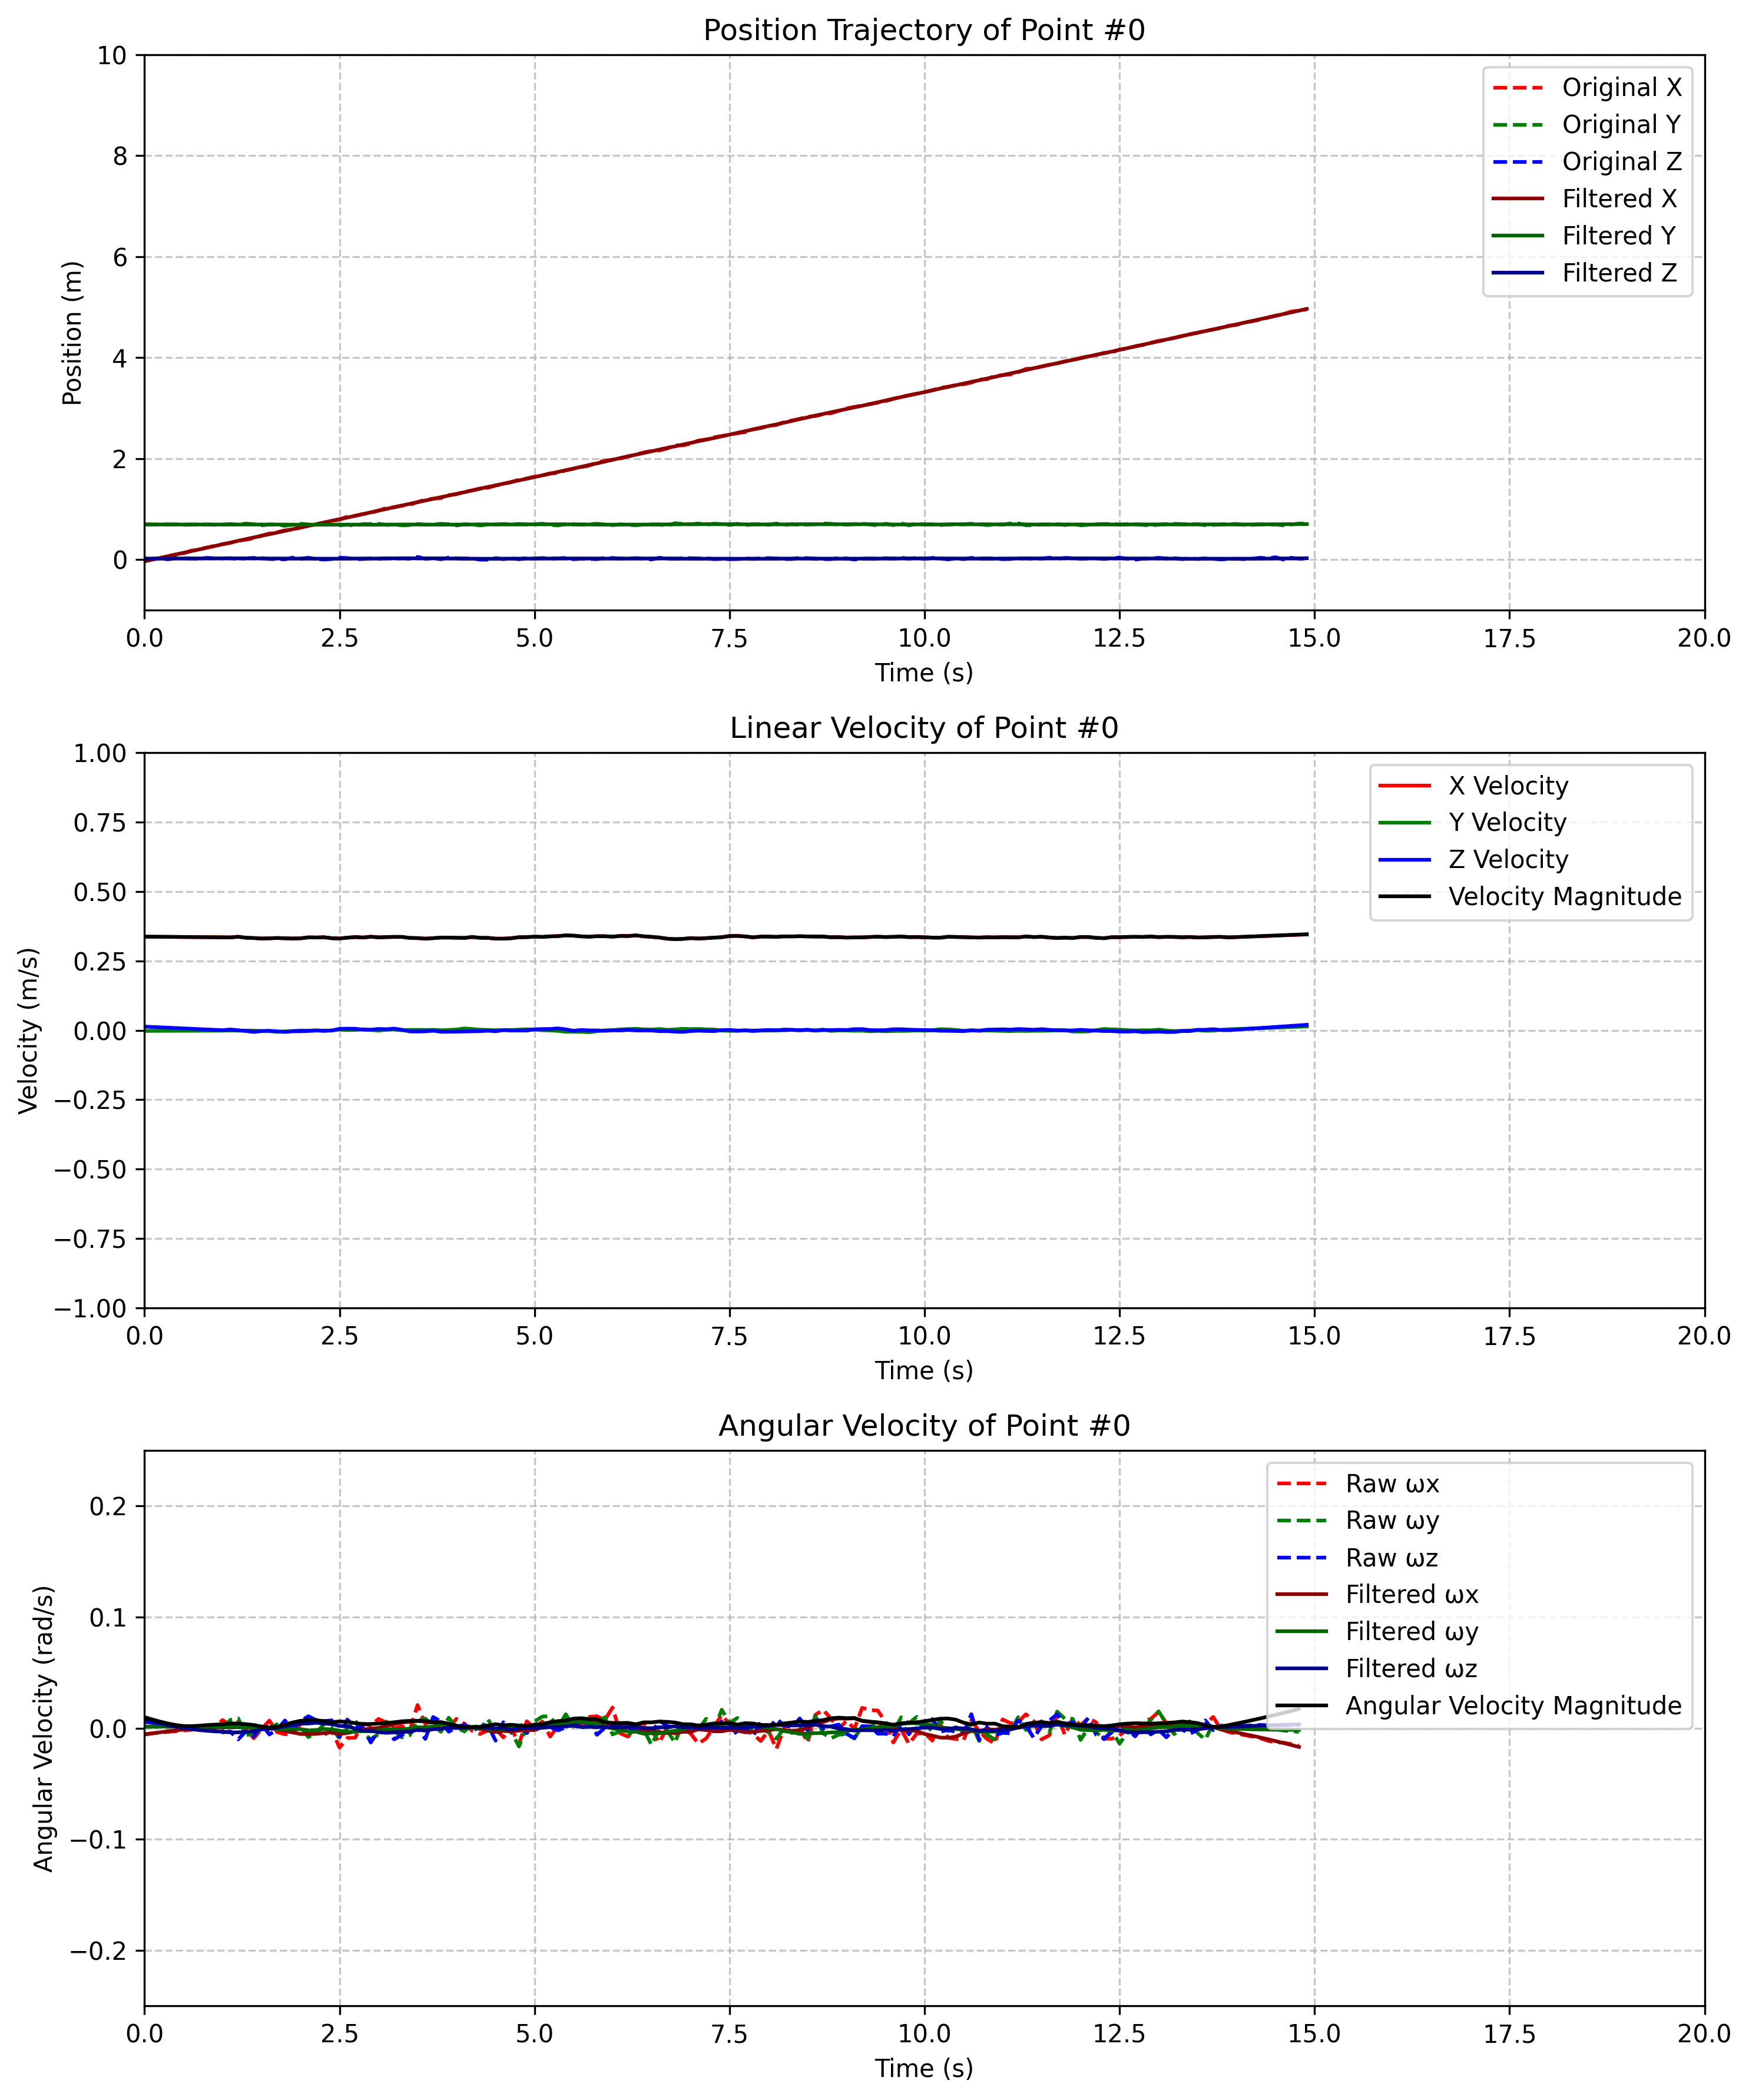 Position Trajectory of Point #0
10
8
6
4
2
0
Position (m)
Original X
Original Y
Original Z
Filtered X
Filtered Y
Filtered Z
0.0 2.5 5.0 7.5 10.0 12.5 15.0 17.5 20.0
Time (s)
Linear Velocity of Point #0
1.00
0.75
0.50
0.25
0.00
−0.25
−0.50
−0.75
−1.00
Velocity (m/s)
X Velocity
Y Velocity
Z Velocity
Velocity Magnitude
0.0 2.5 5.0 7.5 10.0 12.5 15.0 17.5 20.0
Time (s)
Angular Velocity of Point #0
0.2
0.1
0.0
−0.1
−0.2
Angular Velocity (rad/s)
Raw ωx
Raw ωy
Raw ωz
Filtered ωx
Filtered ωy
Filtered ωz
Angular Velocity Magnitude
0.0 2.5 5.0 7.5 10.0 12.5 15.0 17.5 20.0
Time (s)